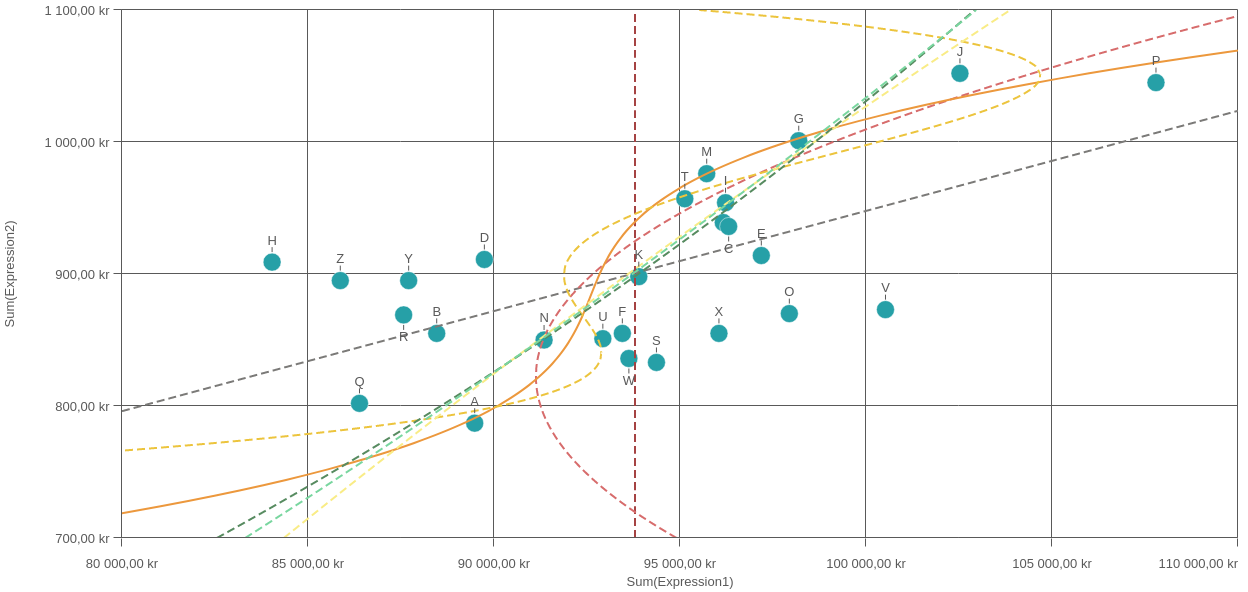 1 100,00 kr
J
P
1 000,00 kr
G
M
T
I
E
C
D
H
Z
Y
K
900,00 kr
R
B
N
U
F
X
O
V
S
W
Q
A
800,00 kr
700,00 kr
Sum(Expression2)
80 000,00 kr
85 000,00 kr
90 000,00 kr
95 000,00 kr
100 000,00 kr
105 000,00 kr
110 000,00 kr
Sum(Expression1)